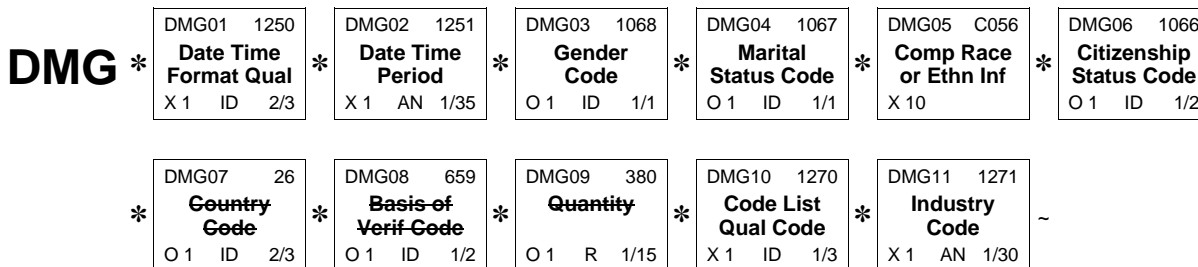 DMG * DMG01 1250 * DMG02 1251 * DMG03 1068 * DMG04 1067 * DMG05 C056 * DMG06 1066
Date Time Date Time Gender Marital Comp Race Citizenship
Format Qual Period Code Status Code or Ethn Inf Status Code
X 1 ID 2/3 X 1 AN 1/35 O 1 ID 1/1 O 1 ID 1/1 X 10 O 1 ID 1/2
* DMG07 26 * DMG08 659 * DMG09 380 * DMG10 1270 * DMG11 1271 ~
Country Basis of Quantity Code List Industry
Code Verif Code Qual Code Code
O 1 ID 2/3 O 1 ID 1/2 O 1 R 1/15 X 1 ID 1/3 X 1 AN 1/30